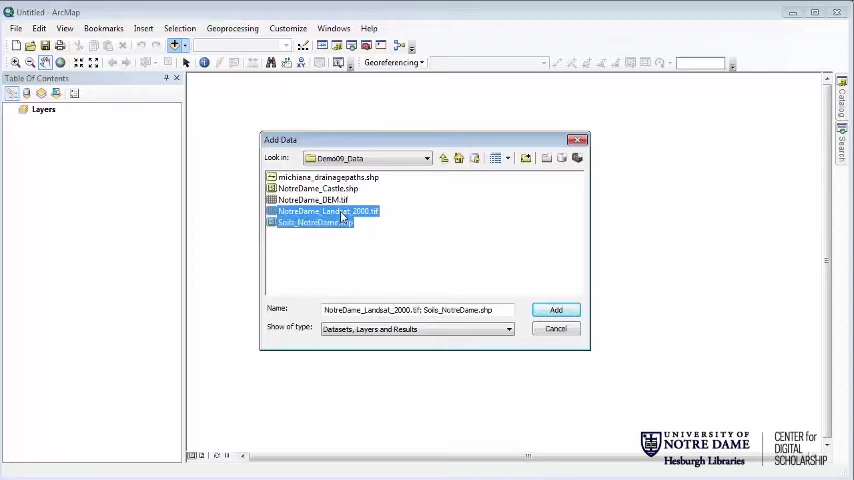 Untitled - ArcMap
File Edit View Bookmarks Insert Selection Geoprocessing Customize Windows Help
Georeferencing
Table Of Contents
Layers
Catalog
Search
Add Data
Look in: Demo09_Data
michiana_drainagepaths.shp
NotreDame_Castle.shp
NotreDame_DEM.tif
NotreDame_Landsat_2000.tif
Soils_NotreDame.shp
Name: NotreDame_Landsat_2000.tif; Soils_NotreDame.shp
Add
Show of type: Datasets, Layers and Results
Cancel
UNIVERSITY OF
NOTRE DAME
Hesburgh Libraries
CENTER for
DIGITAL
SCHOLARSHIP